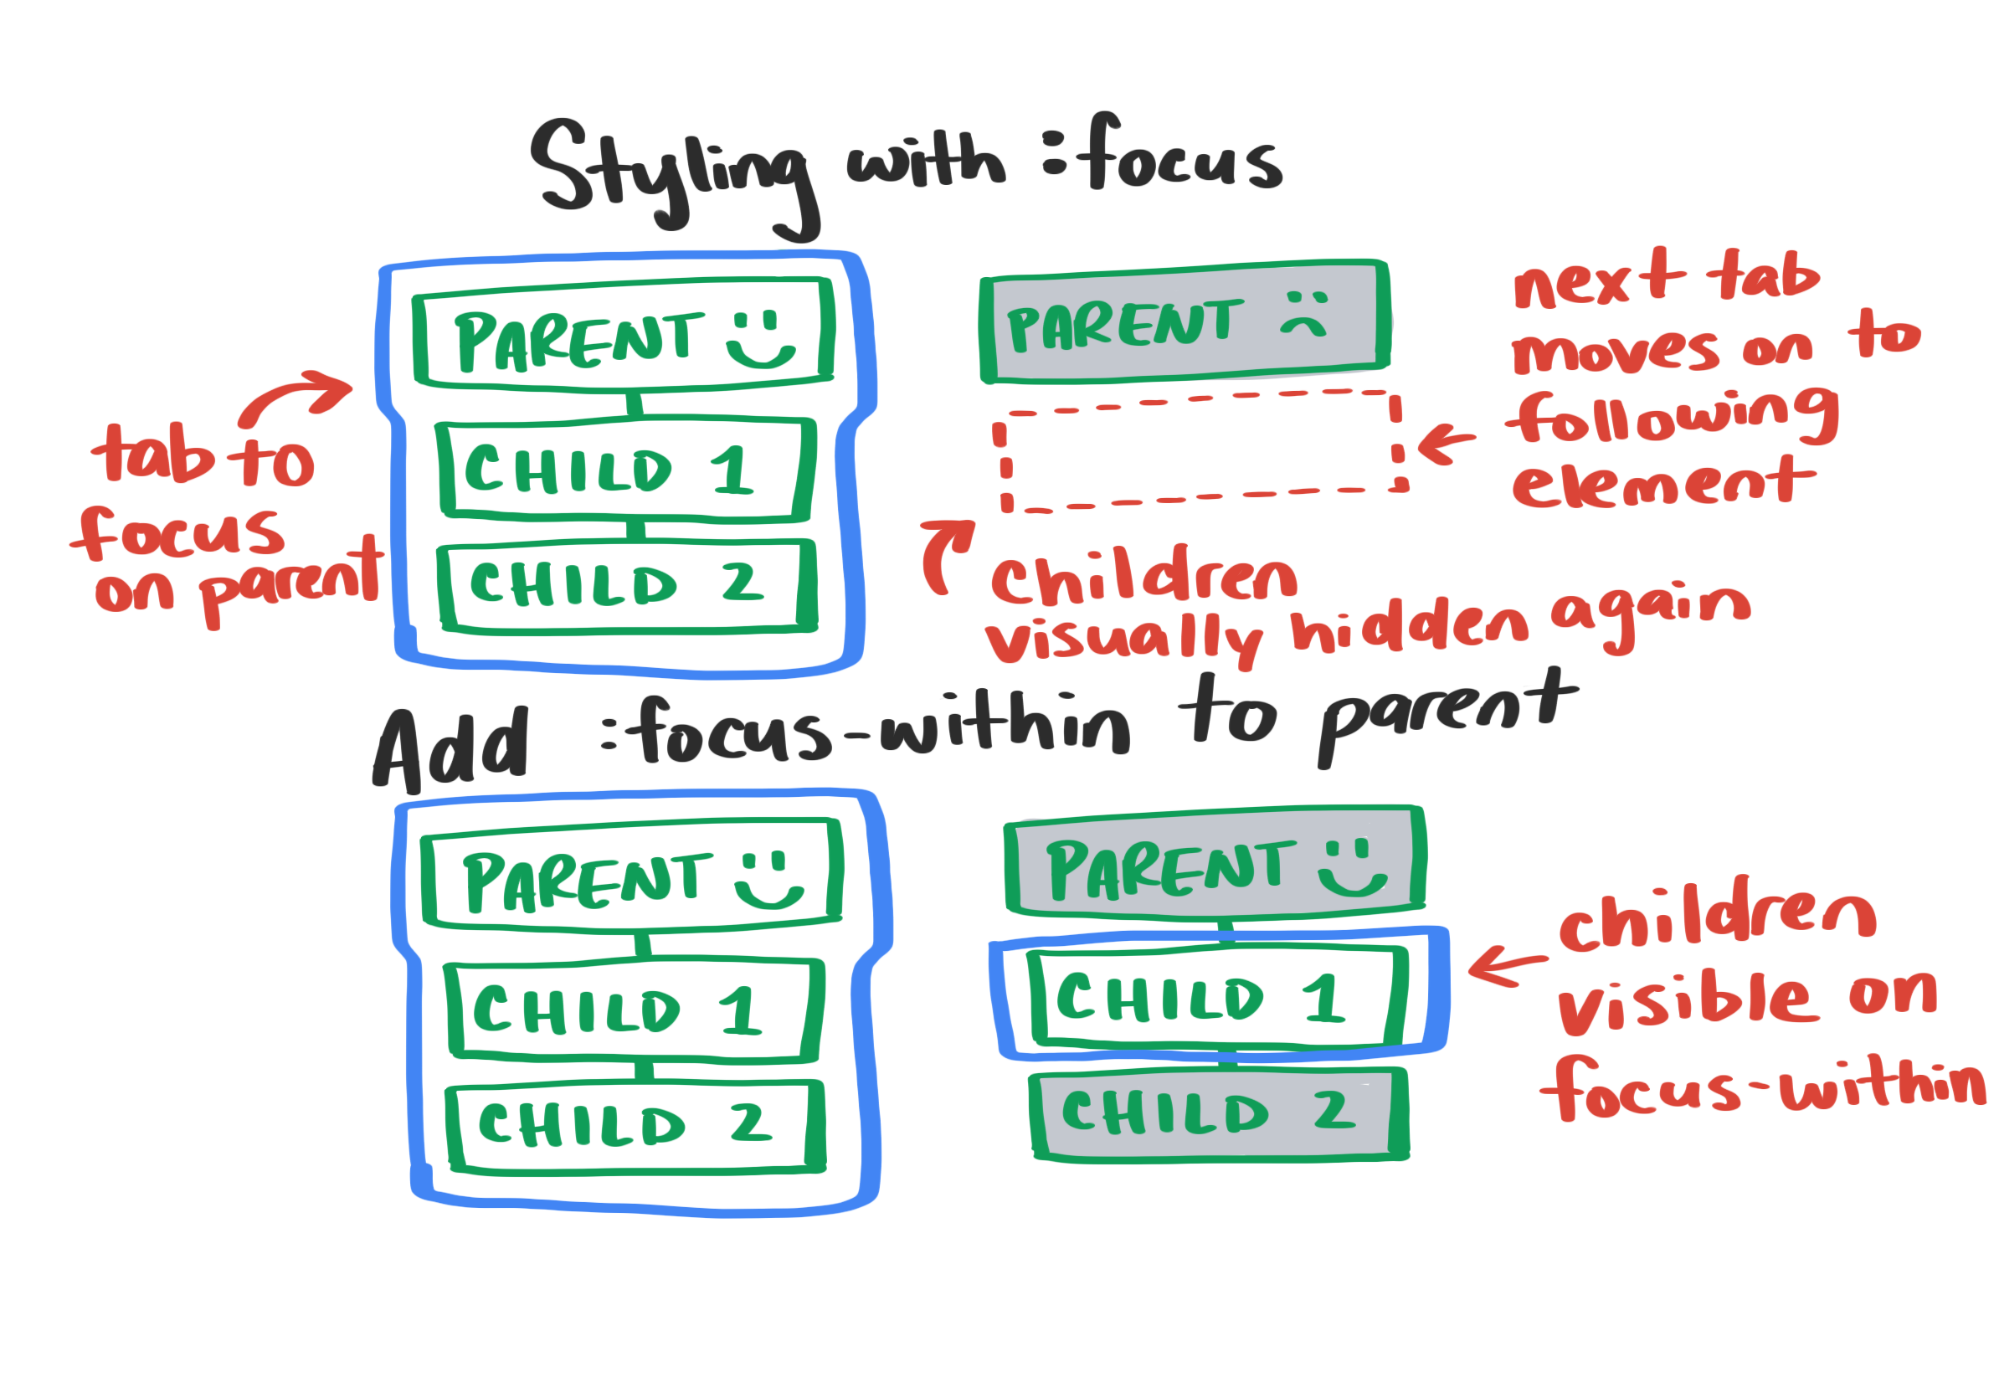 Styling with :focus
PARENT
CHILD 1
CHILD 2
tab to
focus
on parent
PARENT
next tab
moves on to
following
element
children
visually hidden again
Add :focus-within to parent
PARENT
CHILD 1
CHILD 2
PARENT
CHILD 1
CHILD 2
children
visible on
focus-within